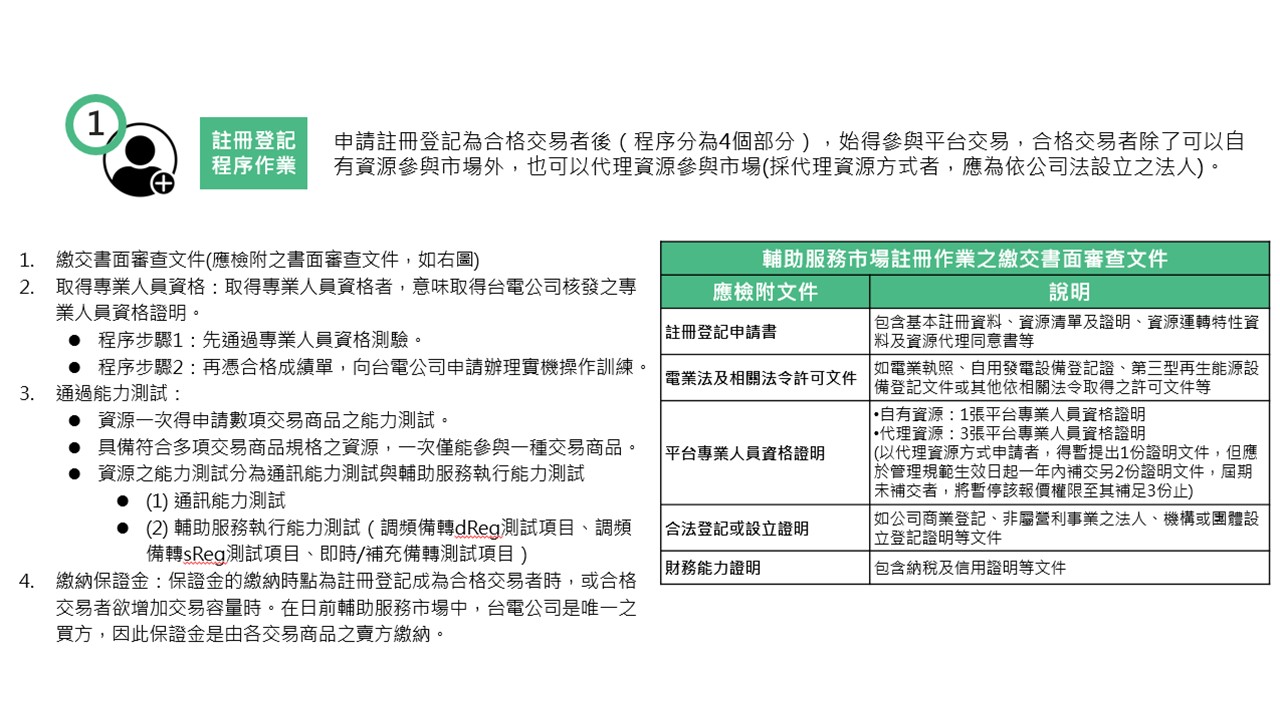 1
註冊登記
程序作業
申請註冊登記為合格交易者後（程序分為4個部分），始得參與平台交易，合格交易者除了可以自
有資源參與市場外，也可以代理資源參與市場(採代理資源方式者，應為依公司法設立之法人)。
1. 繳交書面審查文件(應檢附之書面審查文件，如右圖)
2. 取得專業人員資格：取得專業人員資格者，意味取得台電公司核發之專
業人員資格證明。
● 程序步驟1：先通過專業人員資格測驗。
● 程序步驟2：再憑合格成績單，向台電公司申請辦理實機操作訓練。
3. 通過能力測試：
● 資源一次得申請數項交易商品之能力測試。
● 具備符合多項交易商品規格之資源，一次僅能參與一種交易商品。
● 資源之能力測試分為通訊能力測試與輔助服務執行能力測試
● (1) 通訊能力測試
● (2) 輔助服務執行能力測試（調頻備轉dReg測試項目、調頻
備轉sReg測試項目、即時/補充備轉測試項目）
4. 繳納保證金：保證金的繳納時點為註冊登記成為合格交易者時，或合格
交易者欲增加交易容量時。在日前輔助服務市場中，台電公司是唯一之
買方，因此保證金是由各交易商品之賣方繳納。
輔助服務市場註冊作業之繳交書面審查文件
應檢附文件 說明
註冊登記申請書
包含基本註冊資料、資源清單及證明、資源運轉特性資
料及資源代理同意書等
電業法及相關法令許可文件
如電業執照、自用發電設備登記證、第三型再生能源設
備登記文件或其他依相關法令取得之許可文件等
平台專業人員資格證明
•自有資源：1張平台專業人員資格證明
•代理資源：3張平台專業人員資格證明
(以代理資源方式申請者，得暫提出1份證明文件，但應
於管理規範生效日起一年內補交另2份證明文件，屆期
未補交者，將暫停該報價權限至其補足3份止)
合法登記或設立證明
如公司商業登記、非屬營利事業之法人、機構或團體設
立登記證明等文件
財務能力證明
包含納稅及信用證明等文件